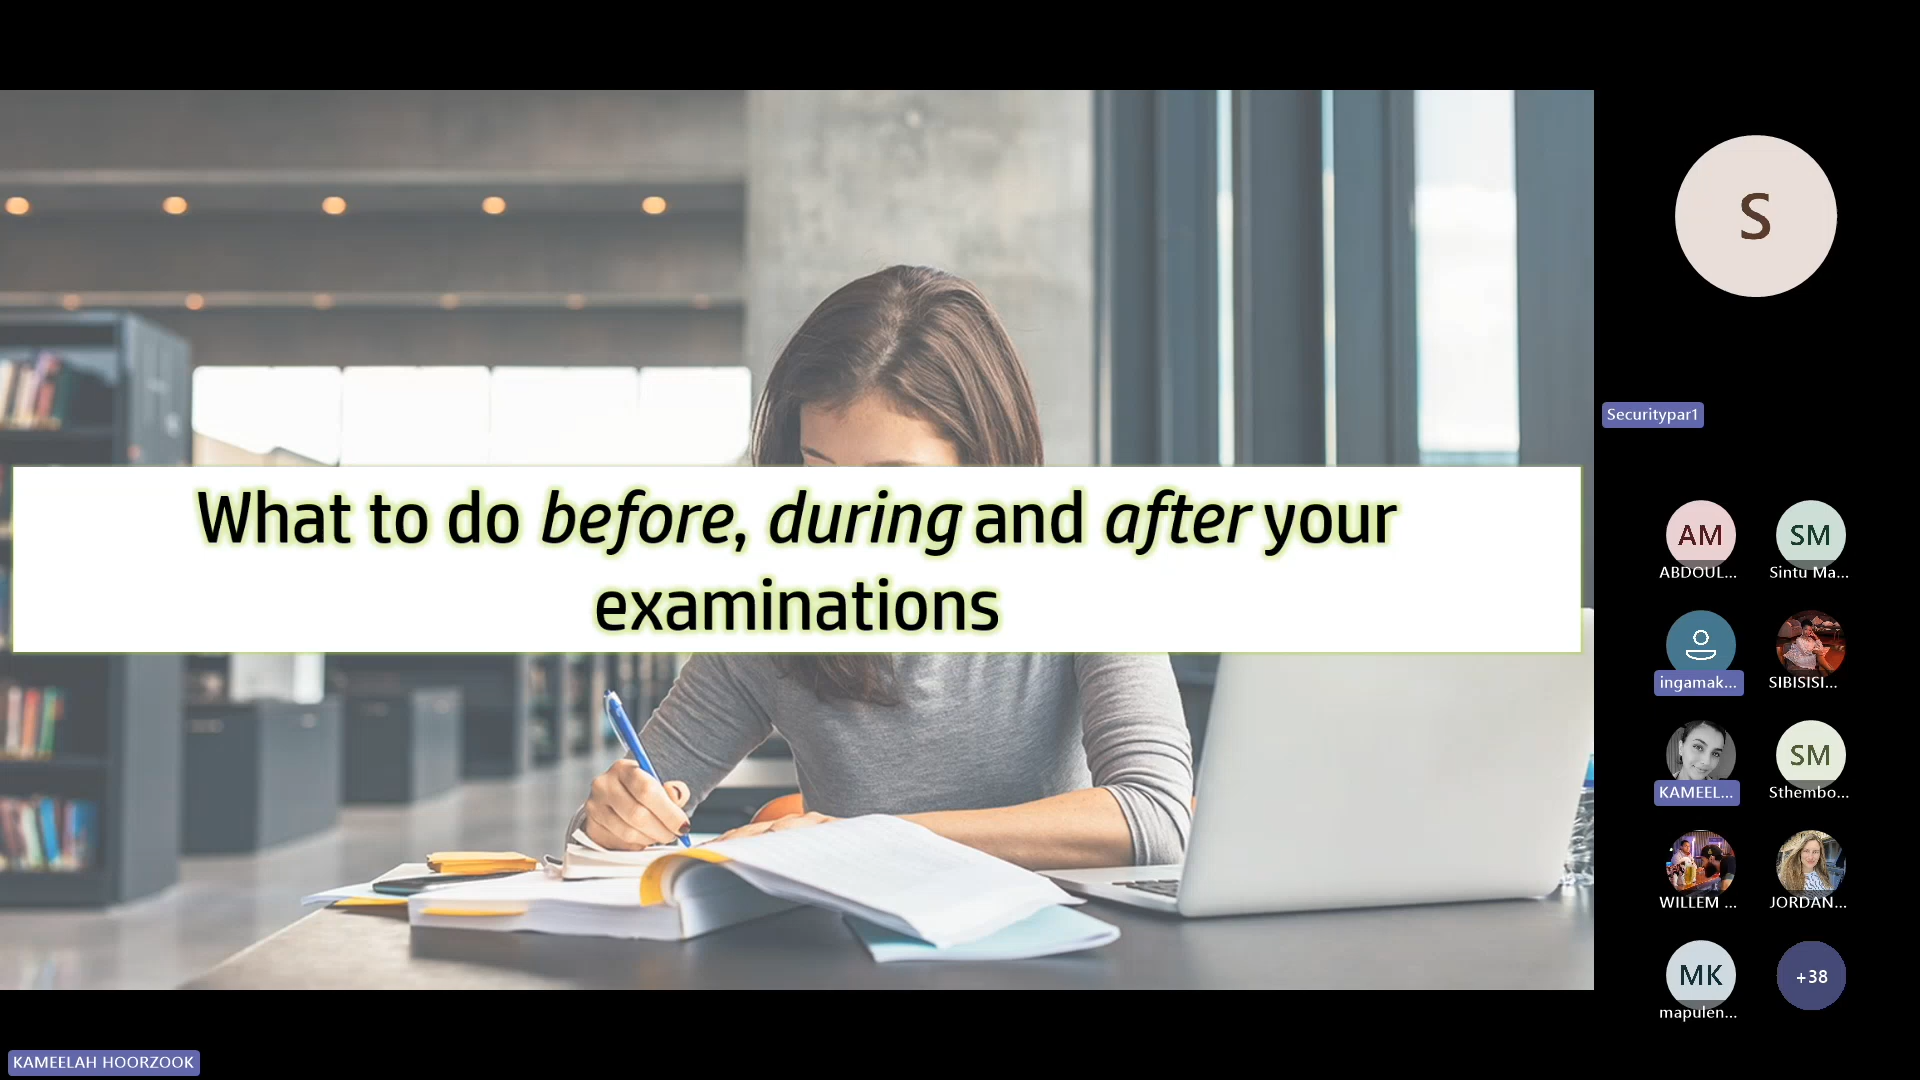 What to do before, during and after your
examinations
S
Securitypar1
AM
SM
ABDOUL...
Sintu Ma...
ingamak...
SIBISISI...
SM
KAMEEL...
Sthembo...
WILLEM ...
JORDAN...
MK
+38
mapulen...
KAMEELAH HOORZOOK